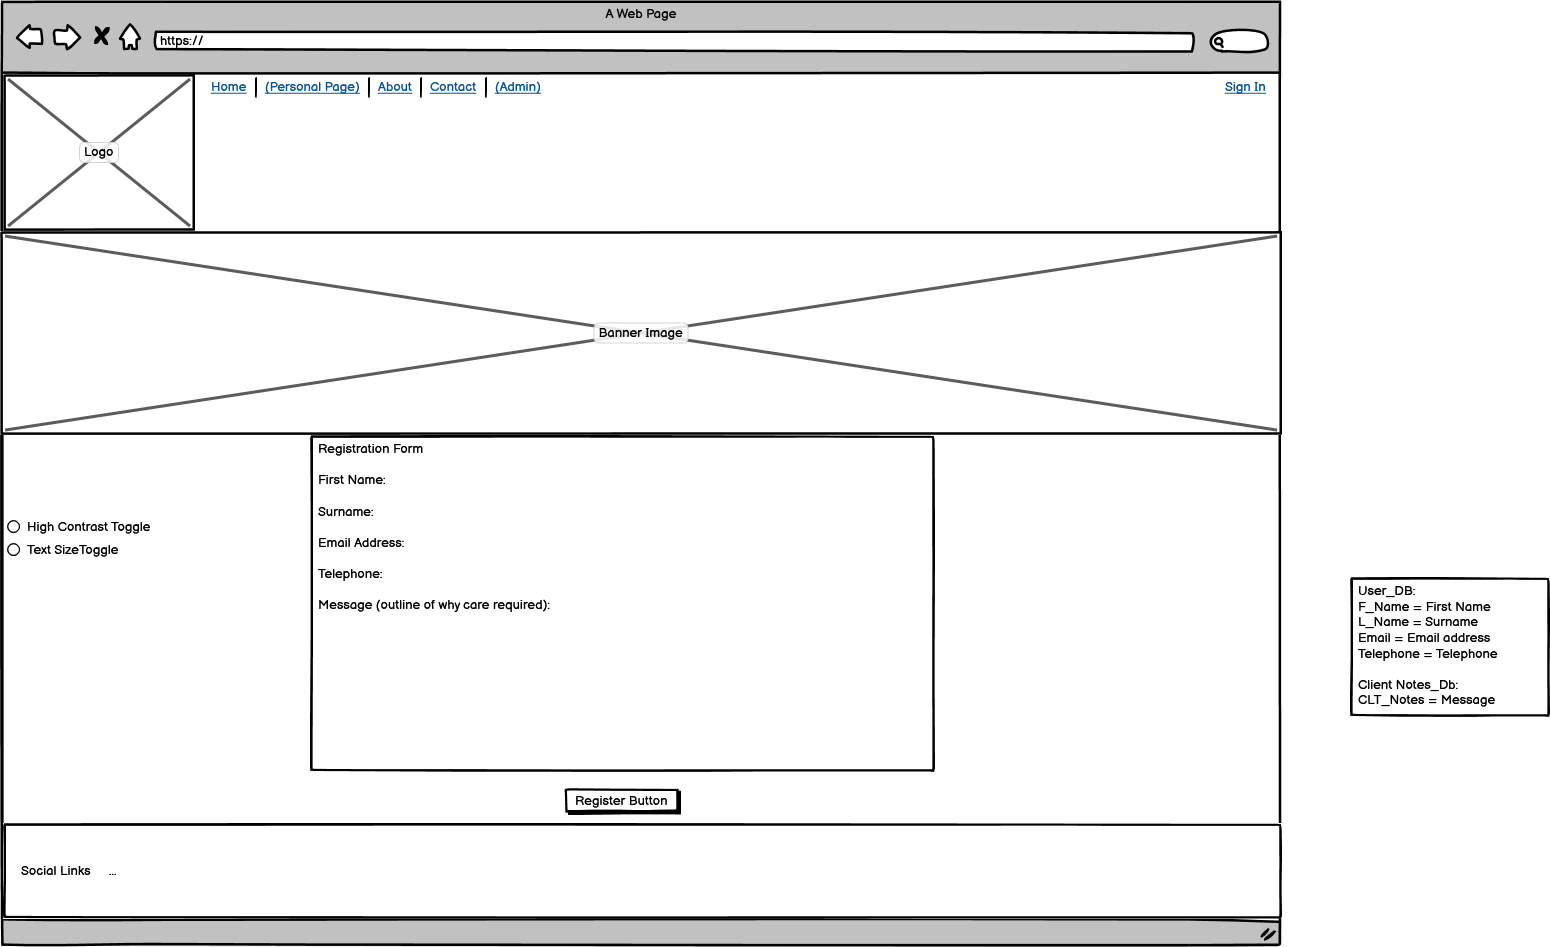 A Web Page
https://
Home (Personal Page) About Contact (Admin) Sign In
Logo
Banner Image
Registration Form
First Name:
Surname:
Email Address:
Telephone:
Message (outline of why care required):
High Contrast Toggle
Text SizeToggle
Register Button
Social Links ...
User_DB:
F_Name = First Name
L_Name = Surname
Email = Email address
Telephone = Telephone
Client Notes_Db:
CLT_Notes = Message